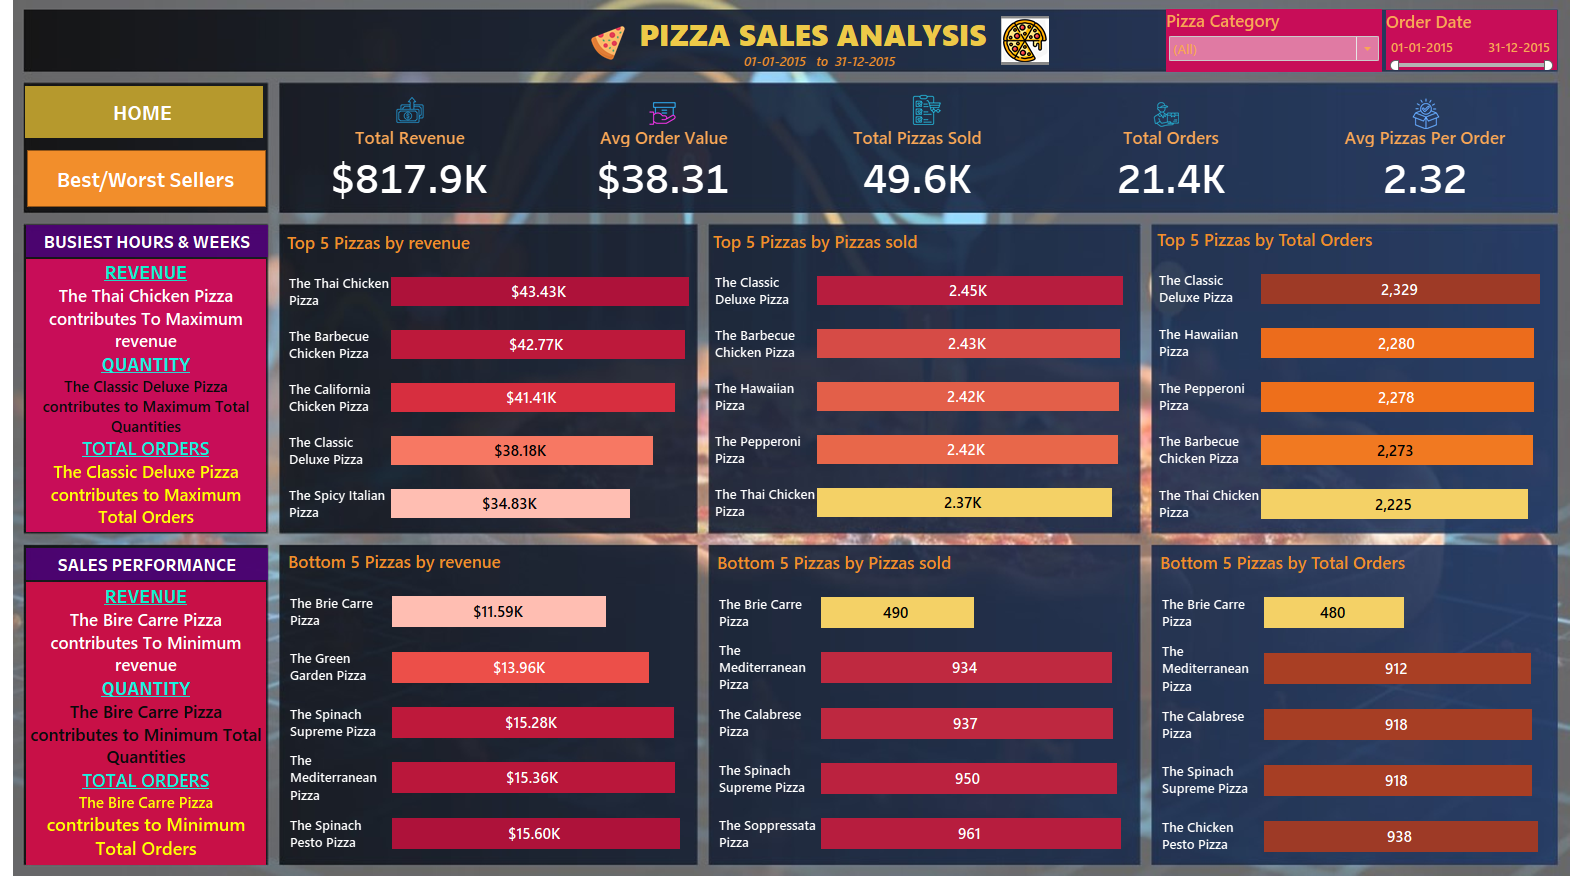 PIZZA SALES ANALYSIS
01-01-2015 to 31-12-2015
Pizza Category
(All)
Order Date
01-01-2015 31-12-2015
HOME
Best/Worst Sellers
Total Revenue
$817.9K
Avg Order Value
$38.31
Total Pizzas Sold
49.6K
Total Orders
21.4K
Avg Pizzas Per Order
2.32
BUSIEST HOURS & WEEKS
REVENUE
The Thai Chicken Pizza
contributes To Maximum
revenue
QUANTITY
The Classic Deluxe Pizza
contributes to Maximum Total
Quantities
TOTAL ORDERS
The Classic Deluxe Pizza
contributes to Maximum
Total Orders
Top 5 Pizzas by revenue
The Thai Chicken
Pizza
$43.43K
The Barbecue
Chicken Pizza
$42.77K
The California
Chicken Pizza
$41.41K
The Classic
Deluxe Pizza
$38.18K
The Spicy Italian
Pizza
$34.83K
Top 5 Pizzas by Pizzas sold
The Classic
Deluxe Pizza
2.45K
The Barbecue
Chicken Pizza
2.43K
The Hawaiian
Pizza
2.42K
The Pepperoni
Pizza
2.42K
The Thai Chicken
Pizza
2.37K
Top 5 Pizzas by Total Orders
The Classic
Deluxe Pizza
2,329
The Hawaiian
Pizza
2,280
The Pepperoni
Pizza
2,278
The Barbecue
Chicken Pizza
2,273
The Thai Chicken
Pizza
2,225
SALES PERFORMANCE
REVENUE
The Bire Carre Pizza
contributes To Minimum
revenue
QUANTITY
The Bire Carre Pizza
contributes to Minimum Total
Quantities
TOTAL ORDERS
The Bire Carre Pizza
contributes to Minimum
Total Orders
Bottom 5 Pizzas by revenue
The Brie Carre
Pizza
$11.59K
The Green
Garden Pizza
$13.96K
The Spinach
Supreme Pizza
$15.28K
The
Mediterranean
Pizza
$15.36K
The Spinach
Pesto Pizza
$15.60K
Bottom 5 Pizzas by Pizzas sold
The Brie Carre
Pizza
490
The
Mediterranean
Pizza
934
The Calabrese
Pizza
937
The Spinach
Supreme Pizza
950
The Soppressata
Pizza
961
Bottom 5 Pizzas by Total Orders
The Brie Carre
Pizza
480
The
Mediterranean
Pizza
912
The Calabrese
Pizza
918
The Spinach
Supreme Pizza
918
The Chicken
Pesto Pizza
938